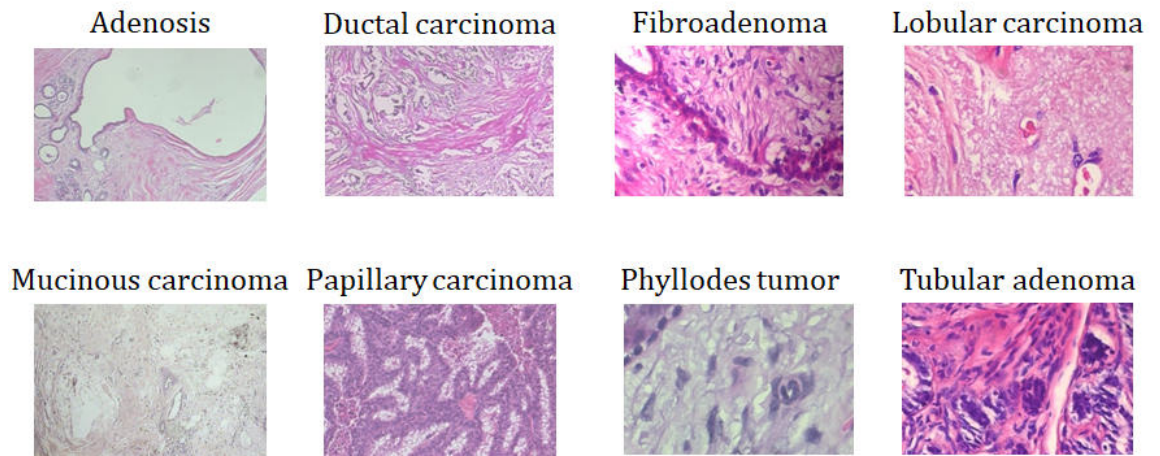 Adenosis
Ductal carcinoma
Fibroadenoma
Lobular carcinoma
Mucinous carcinoma
Papillary carcinoma
Phyllodes tumor
Tubular adenoma